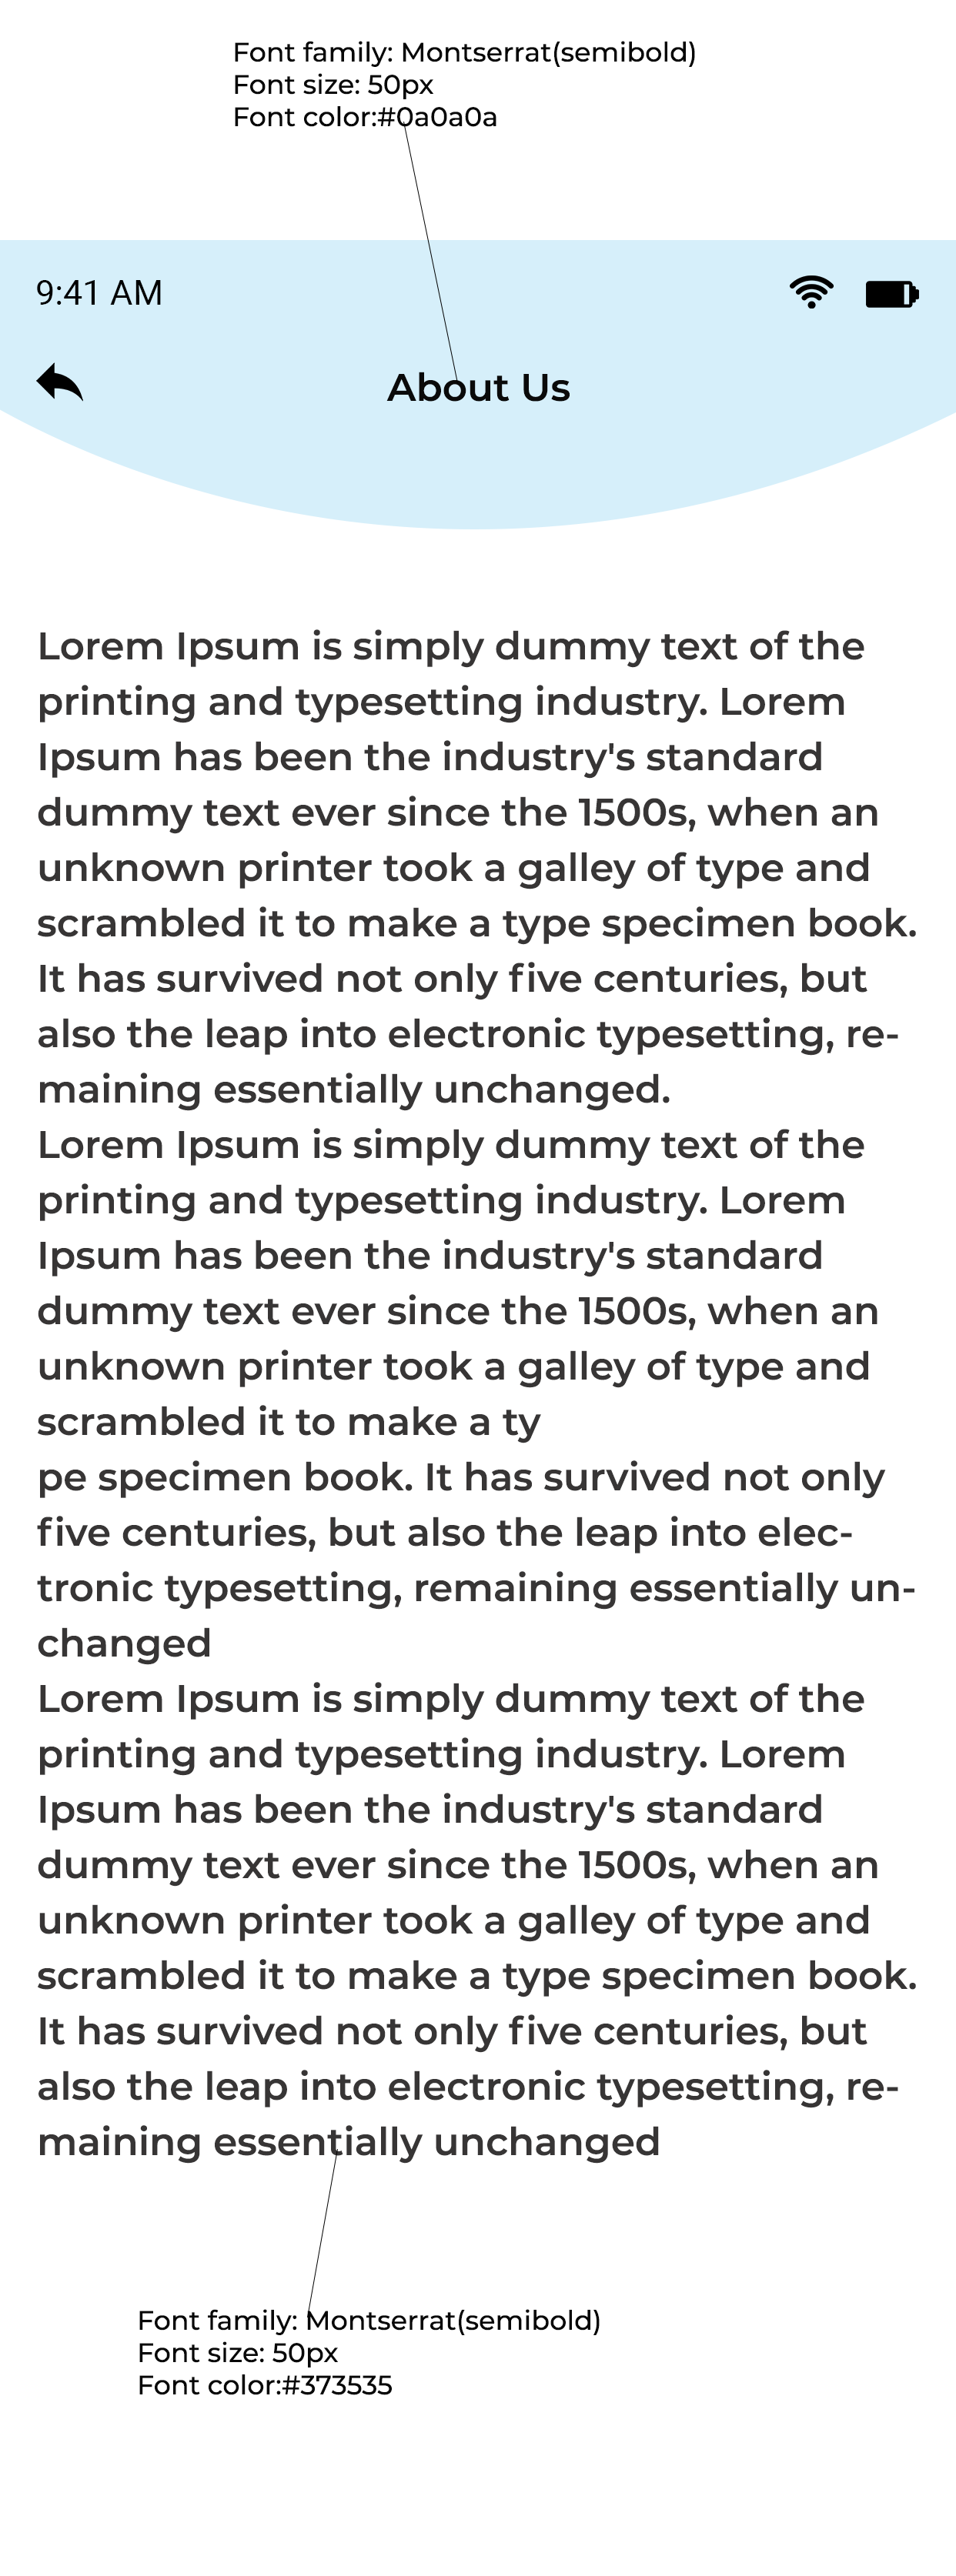 Font family: Montserrat(semibold)
Font size: 50px
Font color:#0a0a0a
9:41 AM
About Us
Lorem Ipsum is simply dummy text of the
printing and typesetting industry. Lorem
Ipsum has been the industry's standard
dummy text ever since the 1500s, when an
unknown printer took a galley of type and
scrambled it to make a type specimen book.
It has survived not only five centuries, but
also the leap into electronic typesetting, re-
maining essentially unchanged.
Lorem Ipsum is simply dummy text of the
printing and typesetting industry. Lorem
Ipsum has been the industry's standard
dummy text ever since the 1500s, when an
unknown printer took a galley of type and
scrambled it to make a ty
pe specimen book. It has survived not only
five centuries, but also the leap into elec-
tronic typesetting, remaining essentially un-
changed
Lorem Ipsum is simply dummy text of the
printing and typesetting industry. Lorem
Ipsum has been the industry's standard
dummy text ever since the 1500s, when an
unknown printer took a galley of type and
scrambled it to make a type specimen book.
It has survived not only five centuries, but
also the leap into electronic typesetting, re-
maining essentially unchanged
Font family: Montserrat(semibold)
Font size: 50px
Font color:#373535